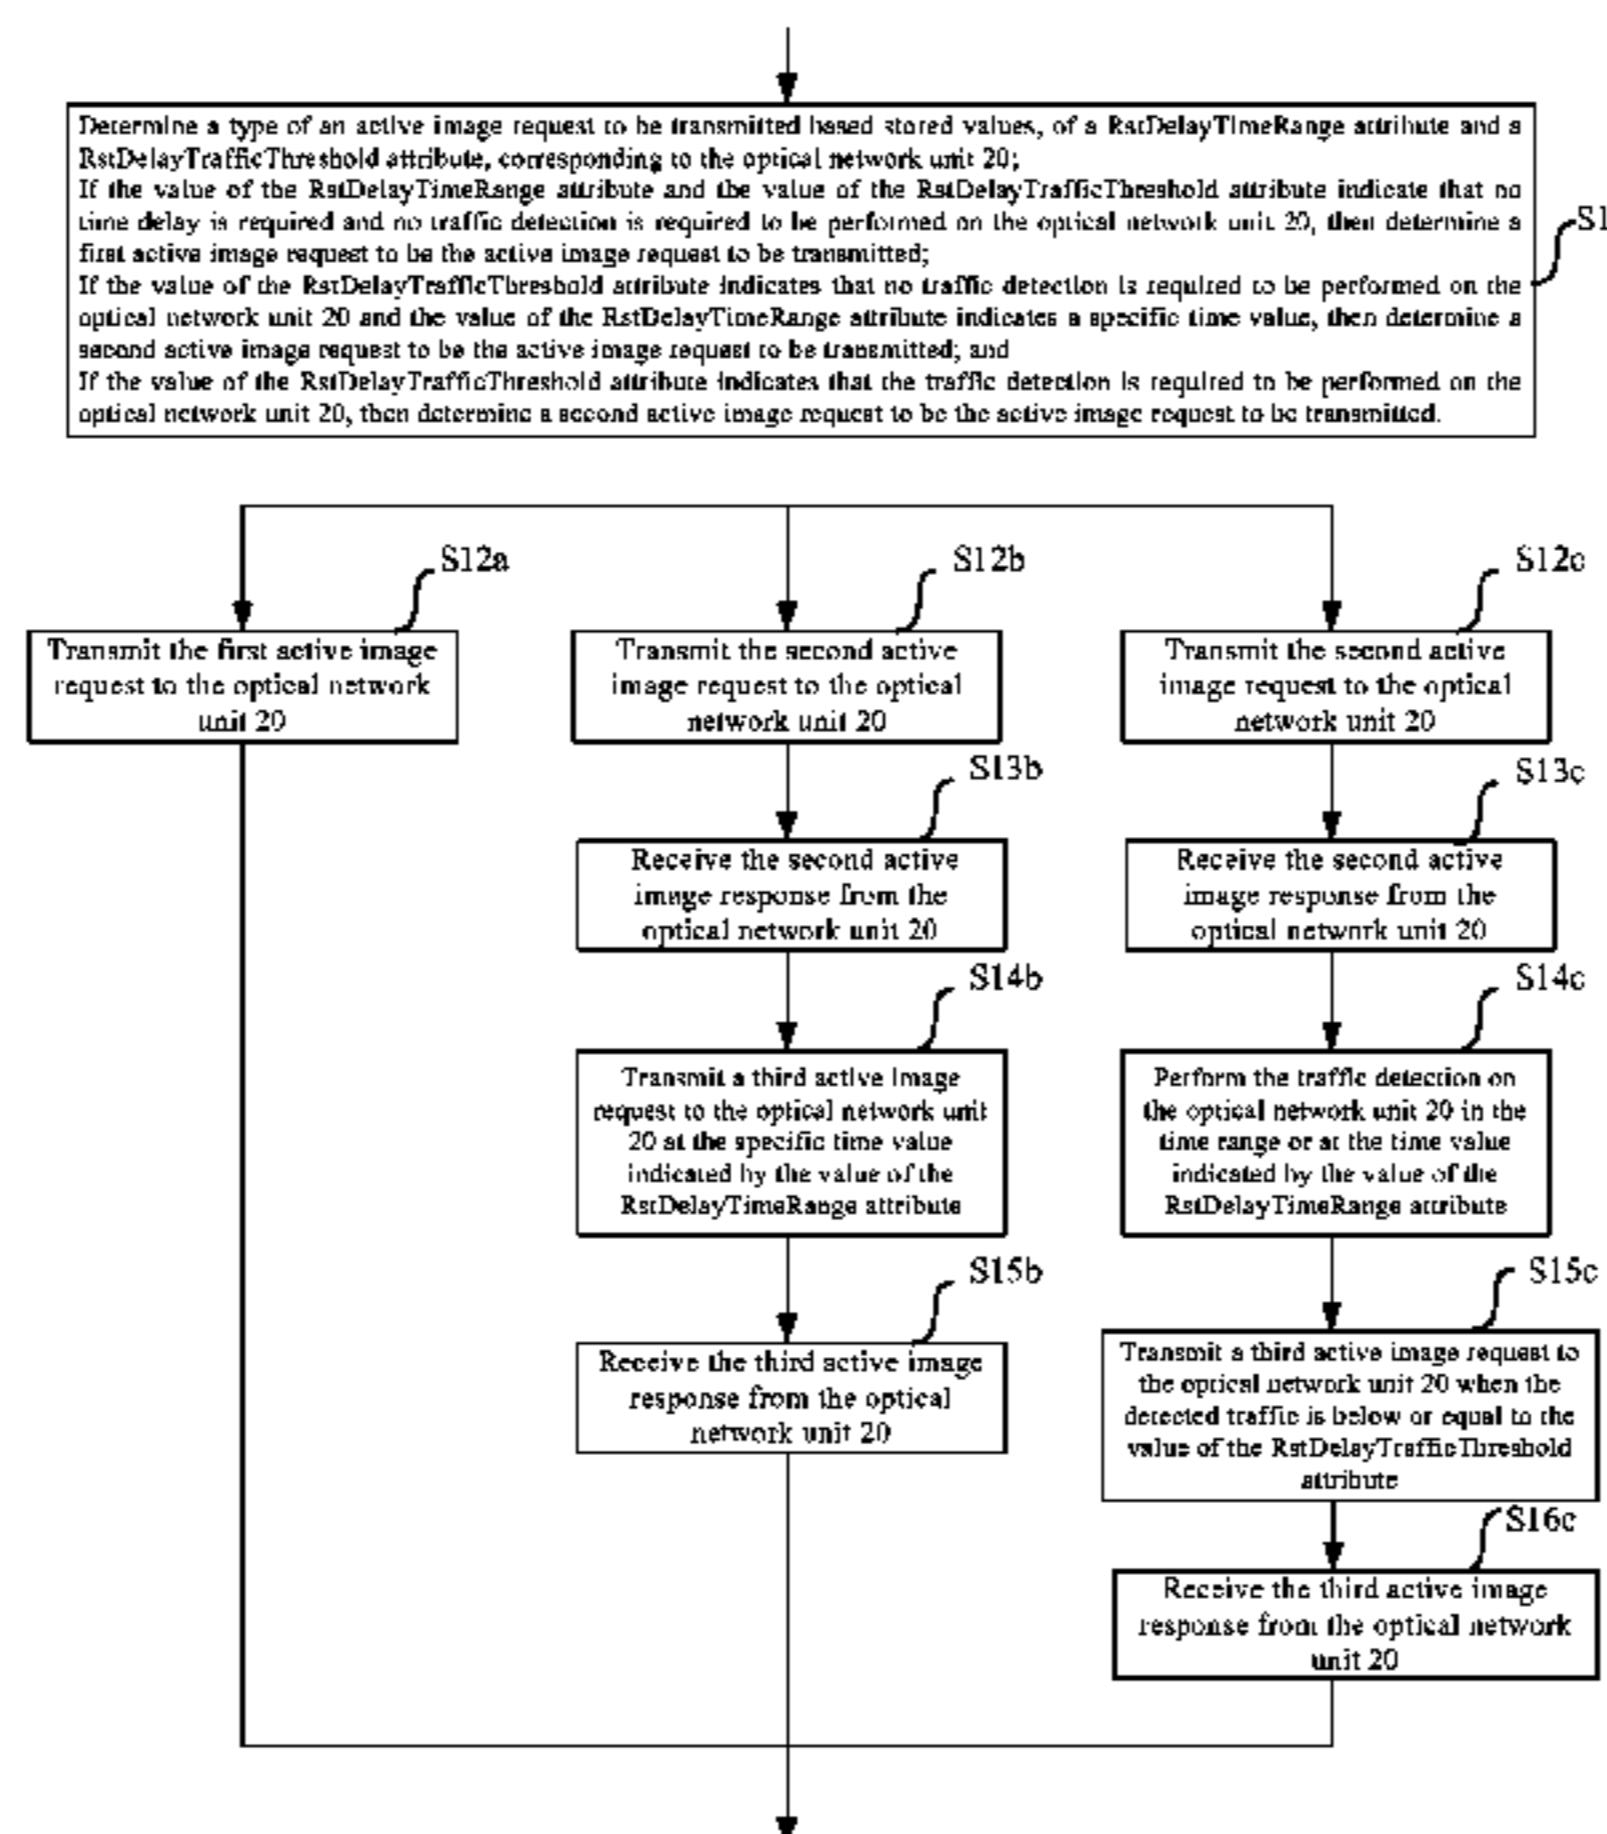 Determine a type of an active image request to be transmitted based stored values, of a RstDelayTimeRange attribute and a
RstDelayTrafficThreshold attribute, corresponding to the optical network unit 20;
If the value of the RstDelayTimeRange attribute and the value of the RstDelayTrafficThreshold attribute indicate that no
time delay is required and no traffic detection is required to be performed on the optical network unit 20, then determine a
first active image request to be the active image request to be transmitted;
S1
If the value of the RstDelayTrafficThreshold attribute indicates that no traffic detection is required to be performed on the
optical network unit 20 and the value of the RstDelayTimeRange attribute indicates a specific time value, then determine a
second active image request to be the active image request to be transmitted; and
If the value of the RstDelayTrafficThreshold attribute indicates that the traffic detection is required to be performed on the
optical network unit 20, then determine a second active image request to be the active image request to be transmitted.
S12a
Transmit the first active image
request to the optical network
unit 20
S12b
Transmit the second active
image request to the optical
network unit 20
S13b
Receive the second active
image response from the
optical network unit 20
S14b
Transmit a third active image
request to the optical network unit
20 at the specific time value
indicated by the value of the
RstDelayTimeRange attribute
S15b
Receive the third active image
response from the optical
network unit 20
S12c
Transmit the second active
image request to the optical
network unit 20
S13c
Receive the second active
image response from the
optical network unit 20
S14c
Perform the traffic detection on
the optical network unit 20 in the
time range or at the time value
indicated by the value of the
RstDelayTimeRange attribute
S15c
Transmit a third active image request to
the optical network unit 20 when the
detected traffic is below or equal to the
value of the RstDelayTrafficThreshold
attribute
S16c
Receive the third active image
response from the optical network
unit 20